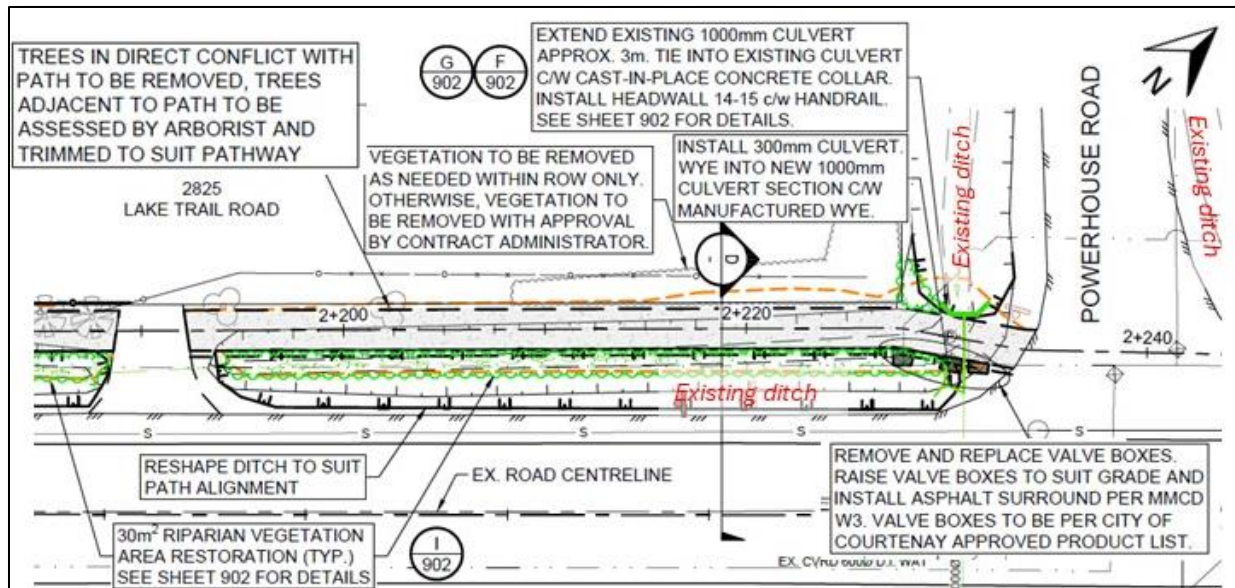 TREES IN DIRECT CONFLICT WITH
PATH TO BE REMOVED, TREES
ADJACENT TO PATH TO BE
ASSESSED BY ARBORIST AND
TRIMMED TO SUIT PATHWAY
2825
LAKE TRAIL ROAD
G
902
F
902
EXTEND EXISTING 1000mm CULVERT
APPROX. 3m. TIE INTO EXISTING CULVERT
C/W CAST-IN-PLACE CONCRETE COLLAR.
INSTALL HEADWALL 14-15 c/w HANDRAIL.
SEE SHEET 902 FOR DETAILS.
VEGETATION TO BE REMOVED
AS NEEDED WITHIN ROW ONLY.
OTHERWISE, VEGETATION TO
BE REMOVED WITH APPROVAL
BY CONTRACT ADMINISTRATOR.
INSTALL 300mm CULVERT.
WYE INTO NEW 1000mm
CULVERT SECTION C/W
MANUFACTURED WYE.
Existing ditch
POWERHOUSE ROAD
Existing ditch
N
D
2+200
2+220
2+240
Existing ditch
S S S S
RESHAPE DITCH TO SUIT
PATH ALIGNMENT
EX. ROAD CENTRELINE
30m² RIPARIAN VEGETATION
AREA RESTORATION (TYP.)
SEE SHEET 902 FOR DETAILS
I
902
REMOVE AND REPLACE VALVE BOXES.
RAISE VALVE BOXES TO SUIT GRADE AND
INSTALL ASPHALT SURROUND PER MMCD
W3. VALVE BOXES TO BE PER CITY OF
COURTENAY APPROVED PRODUCT LIST.
EX. CVRD 600Ø D.I. WAT